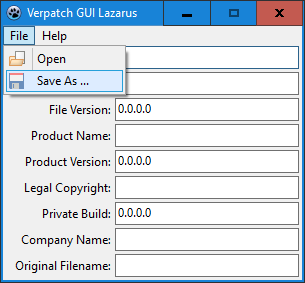 Verpatch GUI Lazarus
File Help
Open
Save As ...
File Version: 0.0.0.0
Product Name:
Product Version: 0.0.0.0
Legal Copyright:
Private Build: 0.0.0.0
Company Name:
Original Filename: